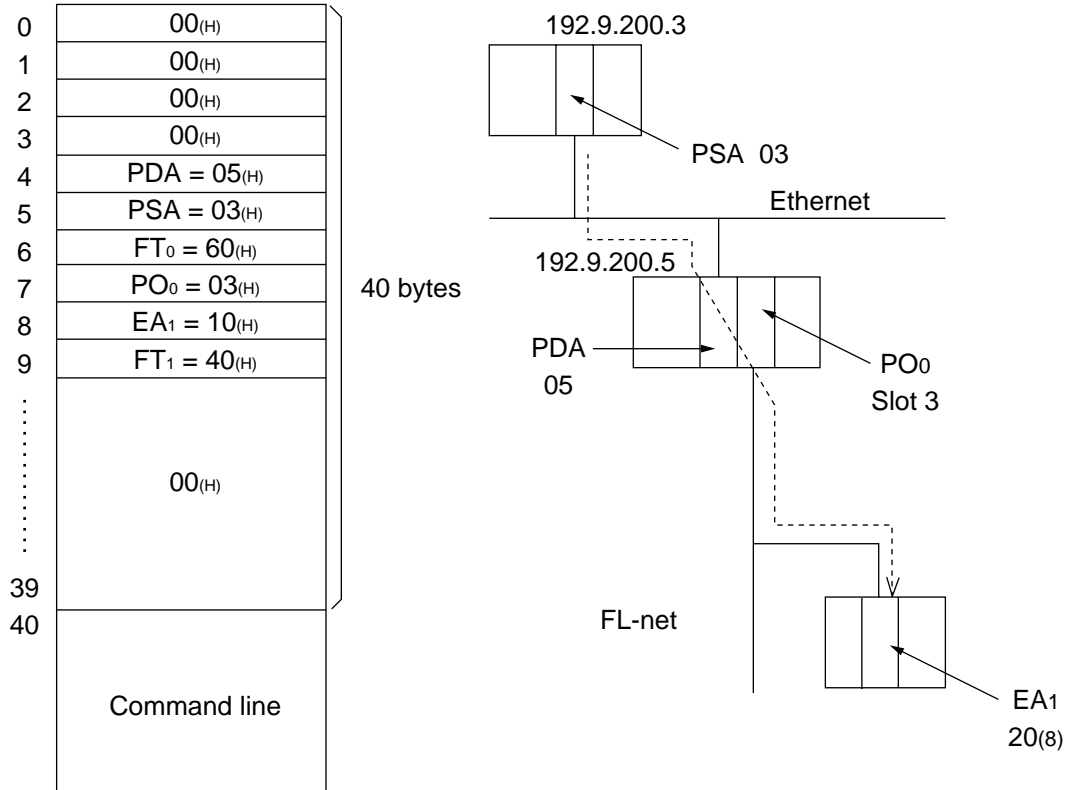 0 00(H)
1 00(H)
2 00(H)
3 00(H)
4 PDA = 05(H)
5 PSA = 03(H)
6 FT0 = 60(H)
7 PO0 = 03(H)
8 EA1 = 10(H)
9 FT1 = 40(H)
00(H)
39
40
Command line
40 bytes
192.9.200.3
PSA 03
Ethernet
192.9.200.5
PDA
05
PO0
Slot 3
FL-net
EA1
20(8)